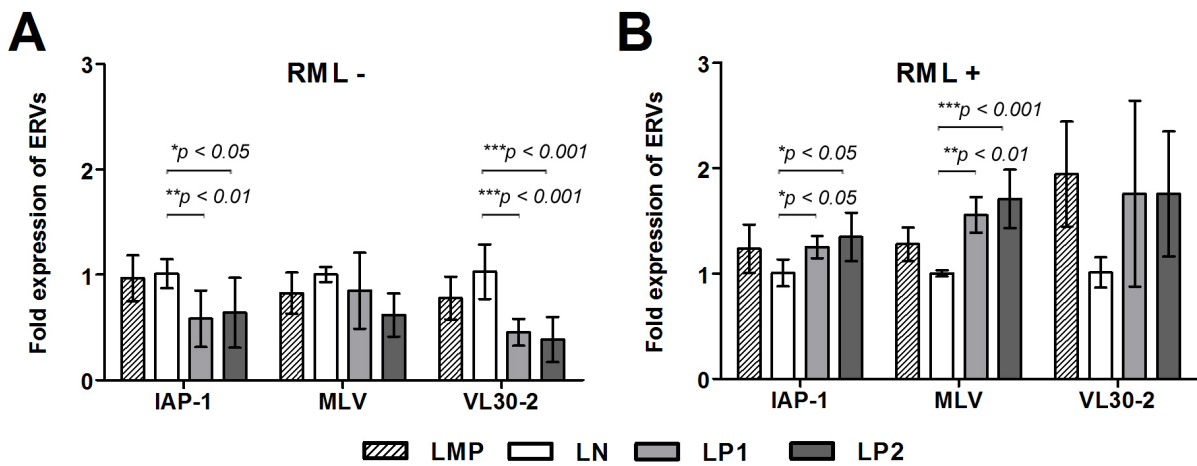 A
B
RML -
RML +
Fold expression of ERVs
3
2
1
0
*p < 0.05
**p < 0.01
***p < 0.001
***p < 0.001
IAP-1 MLV VL30-2
Fold expression of ERVs
3
2
1
0
*p < 0.05
*p < 0.05
***p < 0.001
**p < 0.01
IAP-1 MLV VL30-2
LMP LN LP1 LP2